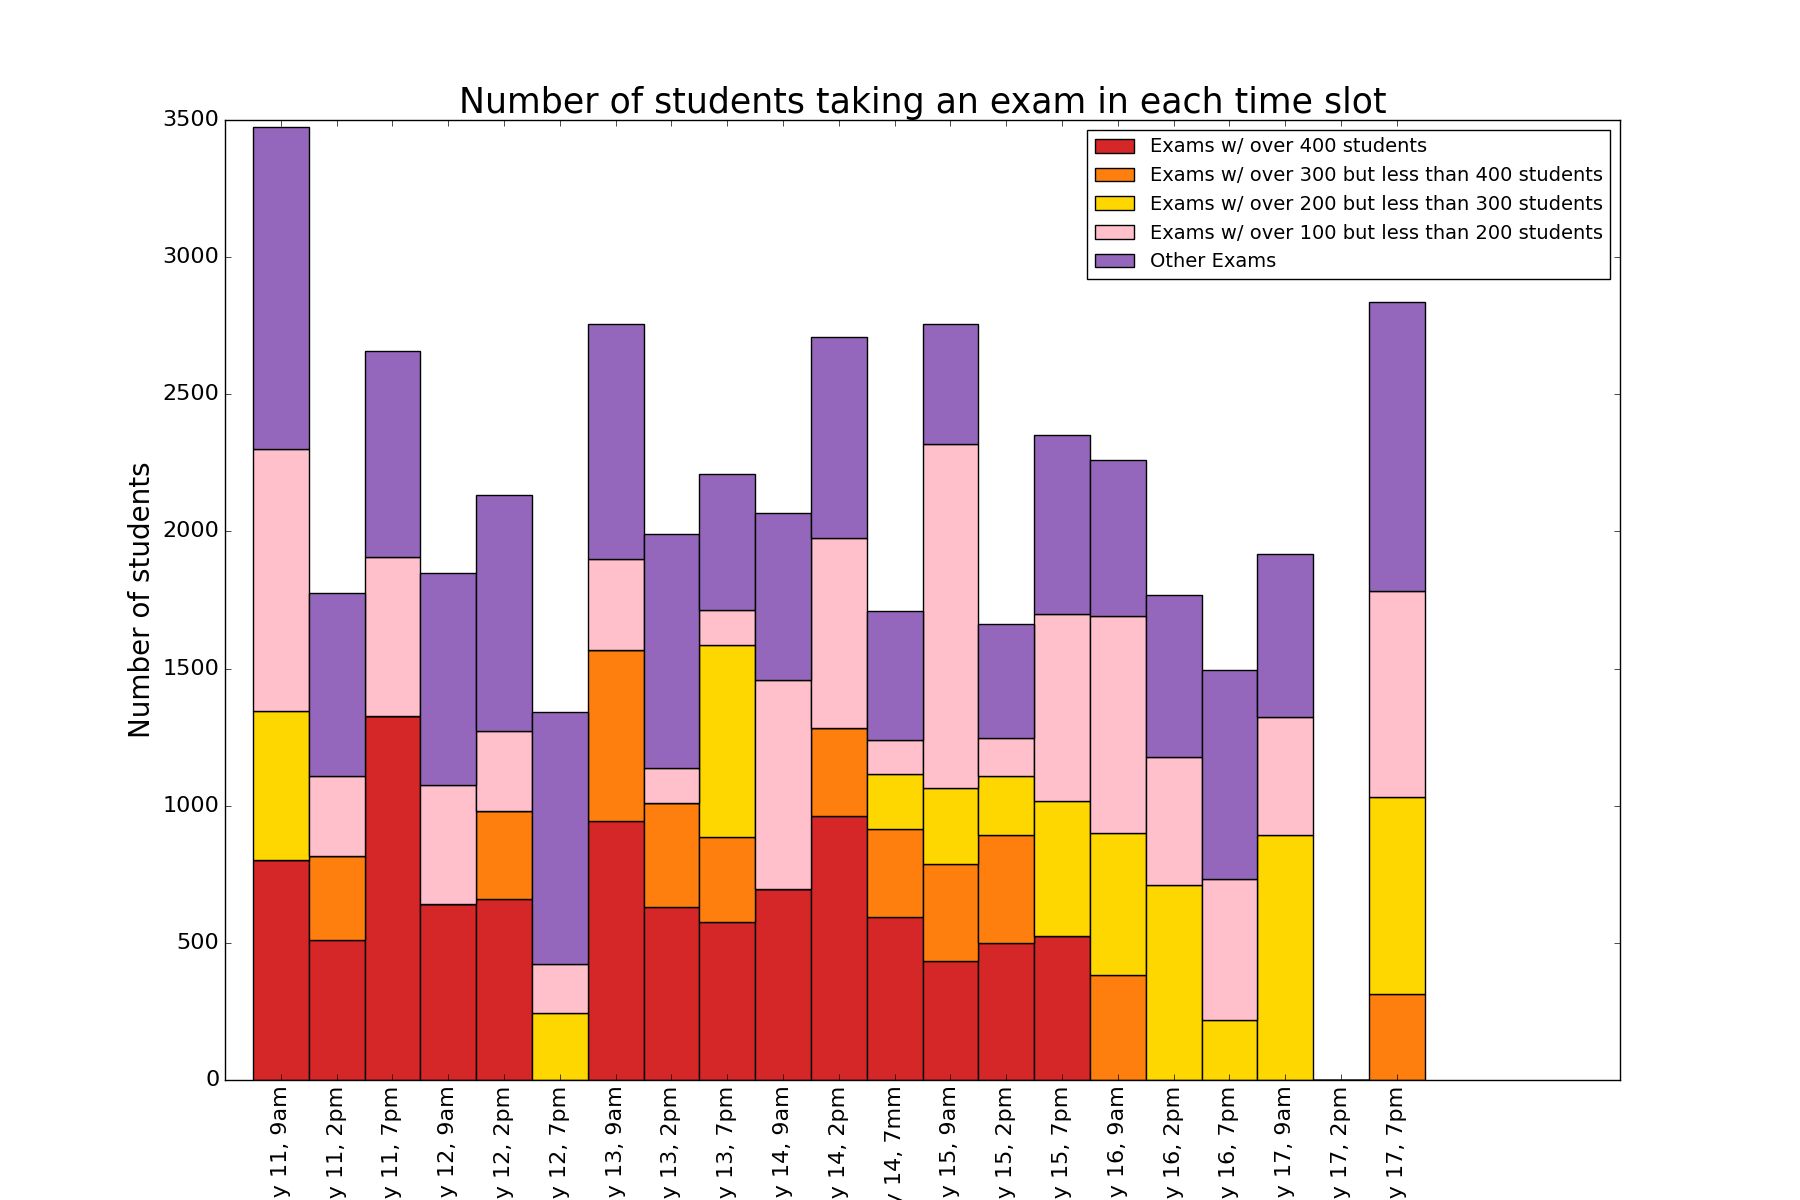 Number of students taking an exam in each time slot
Exams w/ over 400 students
Exams w/ over 300 but less than 400 students
Exams w/ over 200 but less than 300 students
Exams w/ over 100 but less than 200 students
Other Exams
Number of students
3500
3000
2500
2000
1500
1000
500
0
y 11, 9am
y 11, 2pm
y 11, 7pm
y 12, 9am
y 12, 2pm
y 12, 7pm
y 13, 9am
y 13, 2pm
y 13, 7pm
y 14, 9am
y 14, 2pm
y 14, 7mm
y 15, 9am
y 15, 2pm
y 15, 7pm
y 16, 9am
y 16, 2pm
y 16, 7pm
y 17, 9am
y 17, 2pm
y 17, 7pm